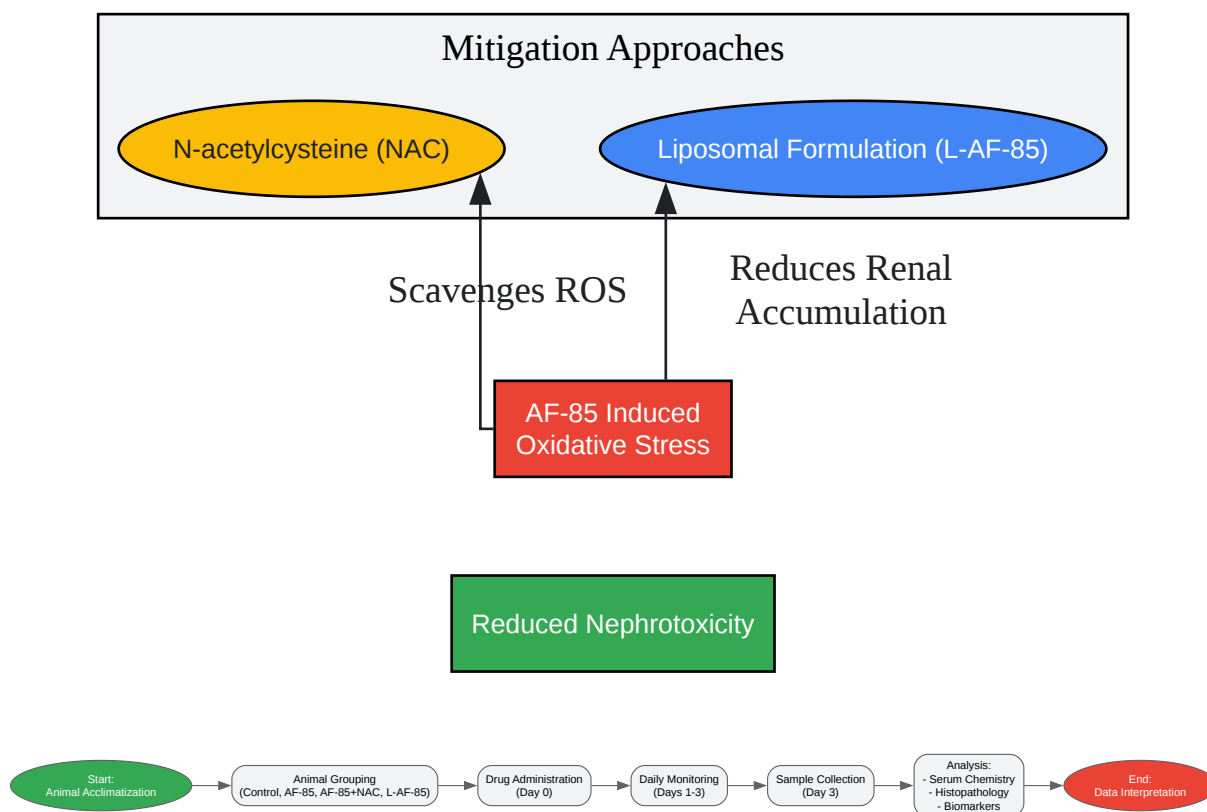 Mitigation Approaches
N-acetylcysteine (NAC)
Liposomal Formulation (L-AF-85)
Scavenges ROS
Reduces Renal
Accumulation
AF-85 Induced
Oxidative Stress
Reduced Nephrotoxicity
Start:
Animal Acclimatization
Animal Grouping
(Control, AF-85, AF-85+NAC, L-AF-85)
Drug Administration
(Day 0)
Daily Monitoring
(Days 1-3)
Sample Collection
(Day 3)
Analysis:
- Serum Chemistry
- Histopathology
- Biomarkers
End:
Data Interpretation